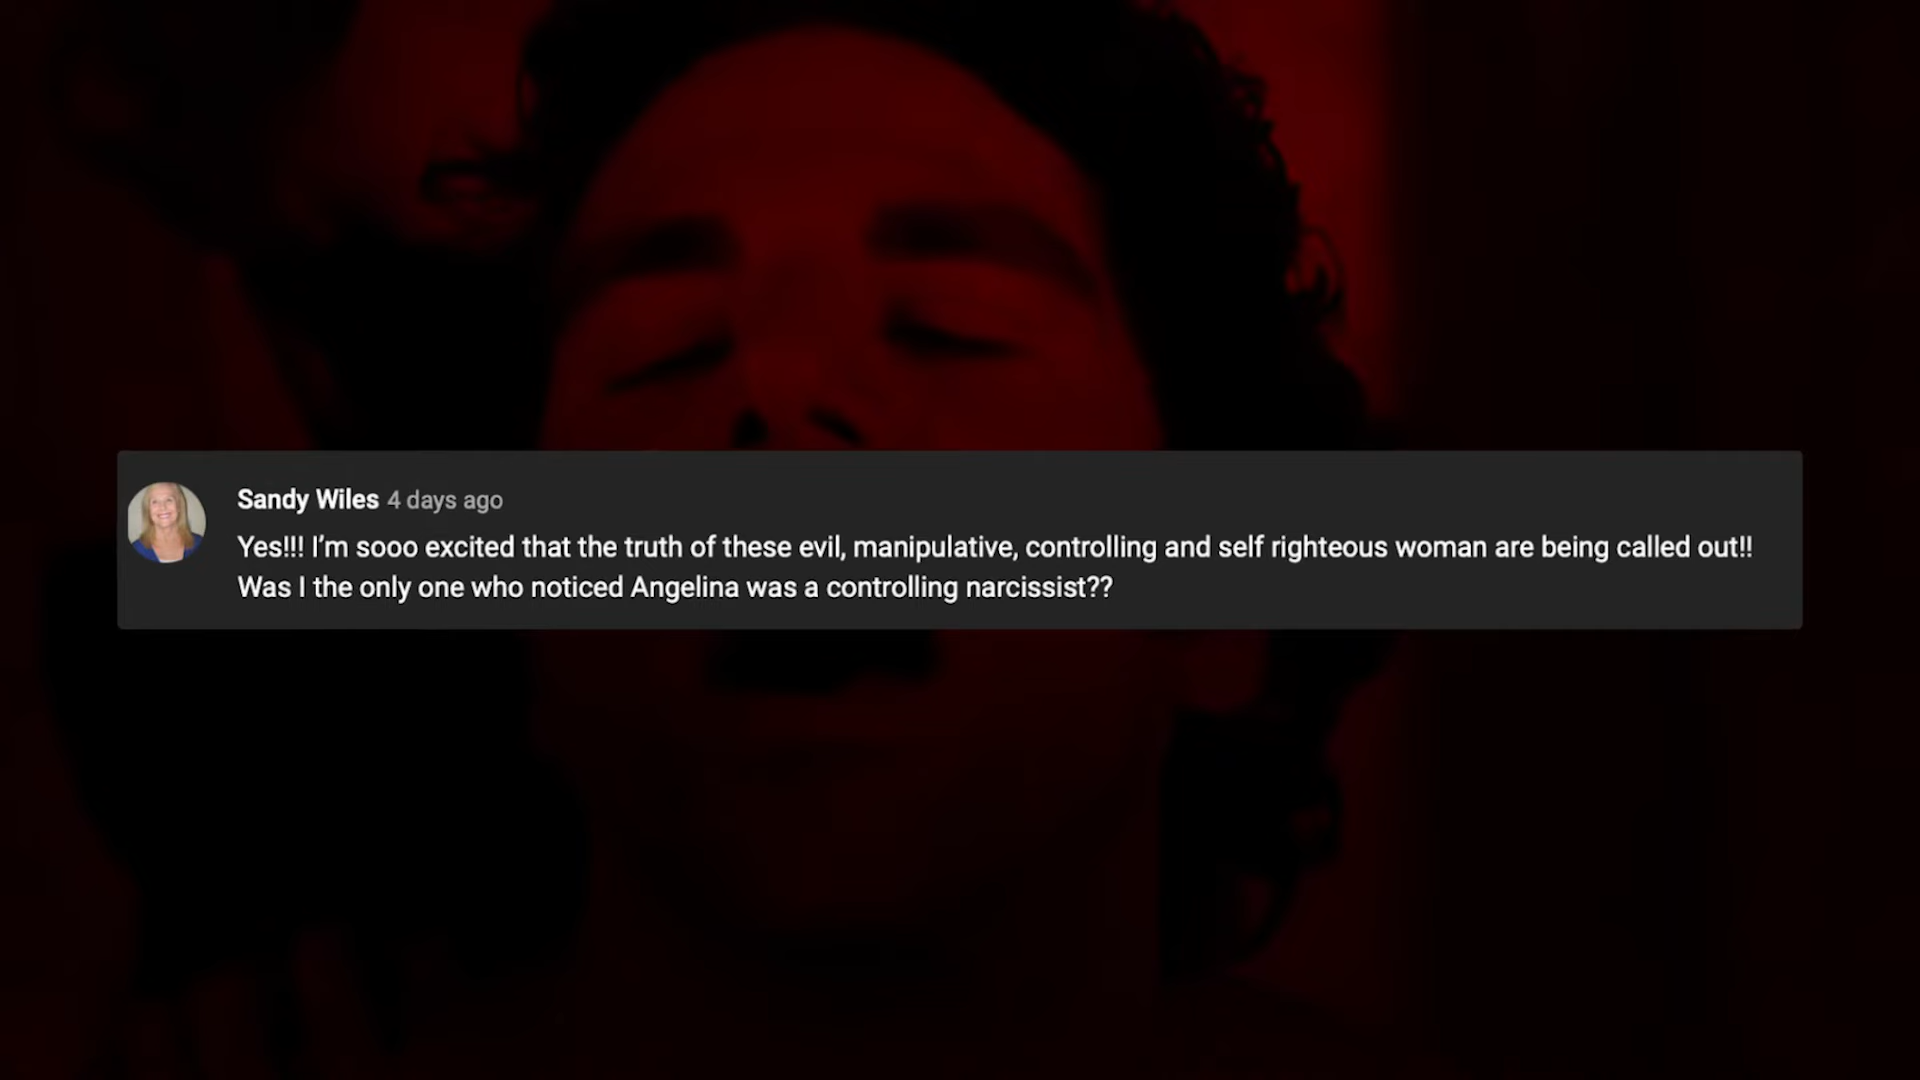 Sandy Wiles 4 days ago
Yes!!! I’m sooo excited that the truth of these evil, manipulative, controlling and self righteous woman are being called out!!
Was I the only one who noticed Angelina was a controlling narcissist??